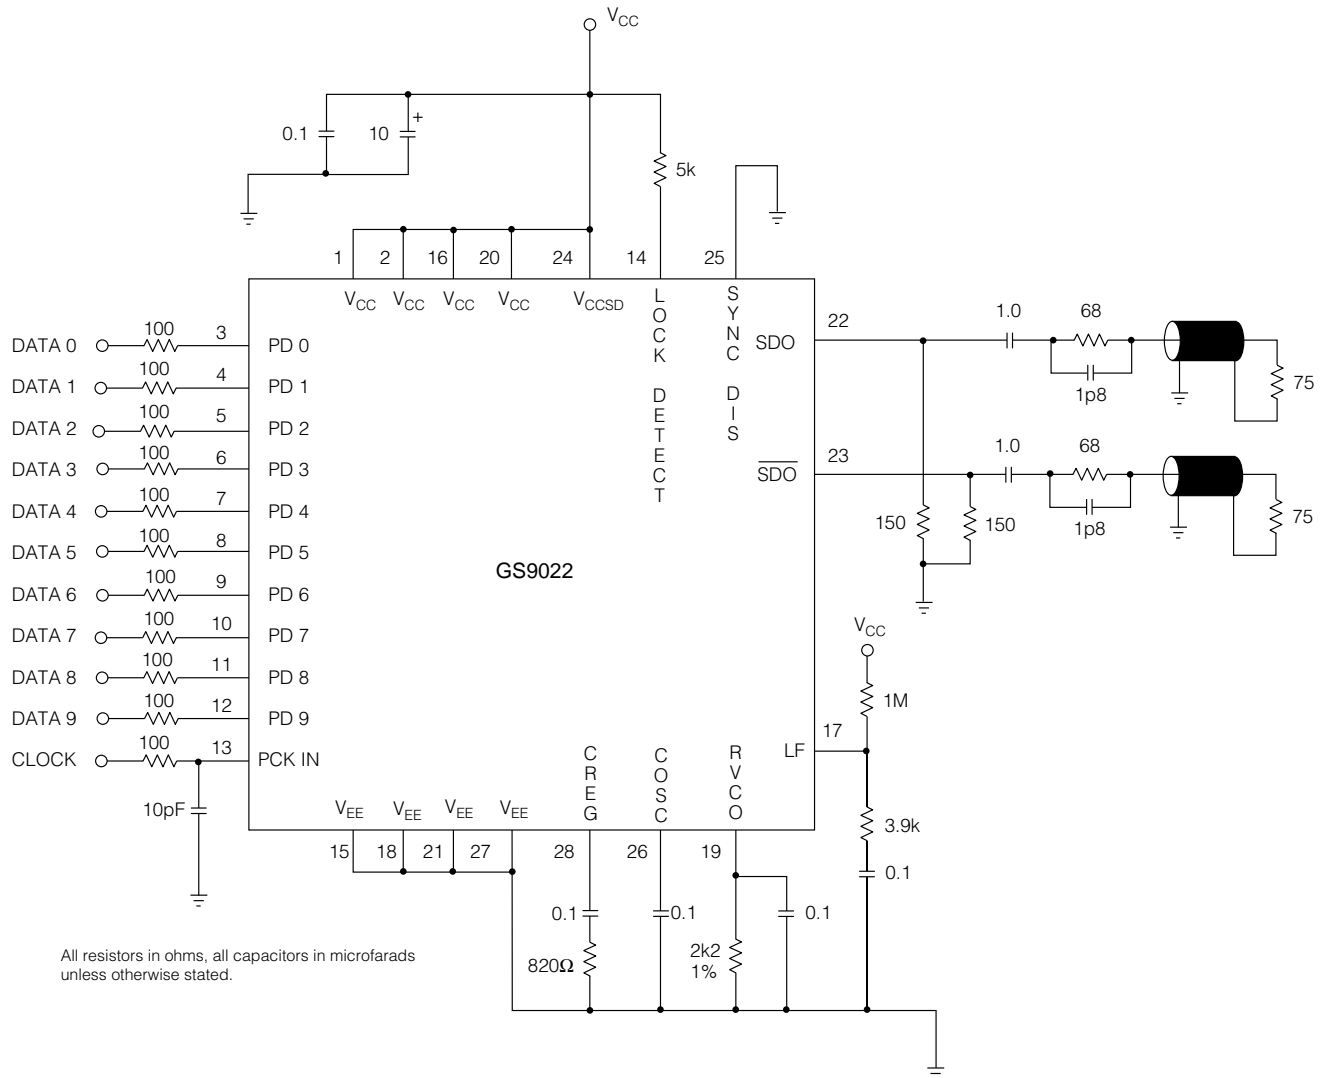 VCC
0.1
10
+
5k
1
2
16
20
24
14
25
VCC
VCC
VCC
VCC
VCCSD
LOCK DETECT
SYNC DIS
DATA 0
100
3
PD 0
DATA 1
100
4
PD 1
DATA 2
100
5
PD 2
DATA 3
100
6
PD 3
DATA 4
100
7
PD 4
DATA 5
100
8
PD 5
DATA 6
100
9
PD 6
DATA 7
100
10
PD 7
DATA 8
100
11
PD 8
DATA 9
100
12
PD 9
CLOCK
100
13
PCK IN
10pF
GS9022
SDO
22
1.0
68
1p8
75
SDO
23
1.0
68
1p8
75
150
150
VCC
1M
LF
17
3.9k
0.1
VEE
VEE
VEE
VEE
CREG
COSC
RVCO
15
18
21
27
28
26
19
0.1
0.1
0.1
820Ω
2k2
1%
All resistors in ohms, all capacitors in microfarads
unless otherwise stated.